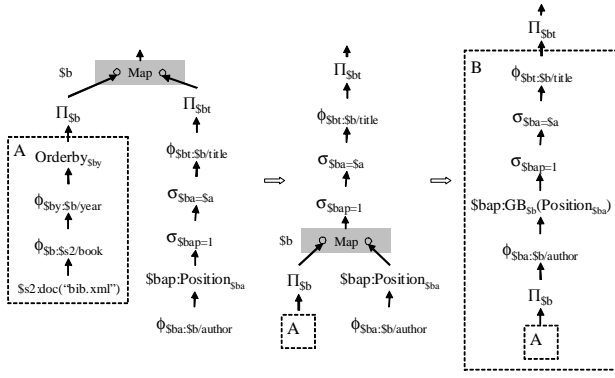 $b
Map
Π$b
Π$bt
A
Orderby$by
ϕ$by:$b/year
ϕ$b:$s2/book
$s2:doc("bib.xml")
ϕ$bt:$b/title
σ$ba=$a
σ$bap=1
$bap:Position$ba
ϕ$ba:$b/author
Π$bt
ϕ$bt:$b/title
σ$ba=$a
σ$bap=1
$b
Map
Π$b
$bap:Position$ba
A
ϕ$ba:$b/author
Π$bt
B
ϕ$bt:$b/title
σ$ba=$a
σ$bap=1
$bap:GB$b(Position$ba)
ϕ$ba:$b/author
Π$b
A